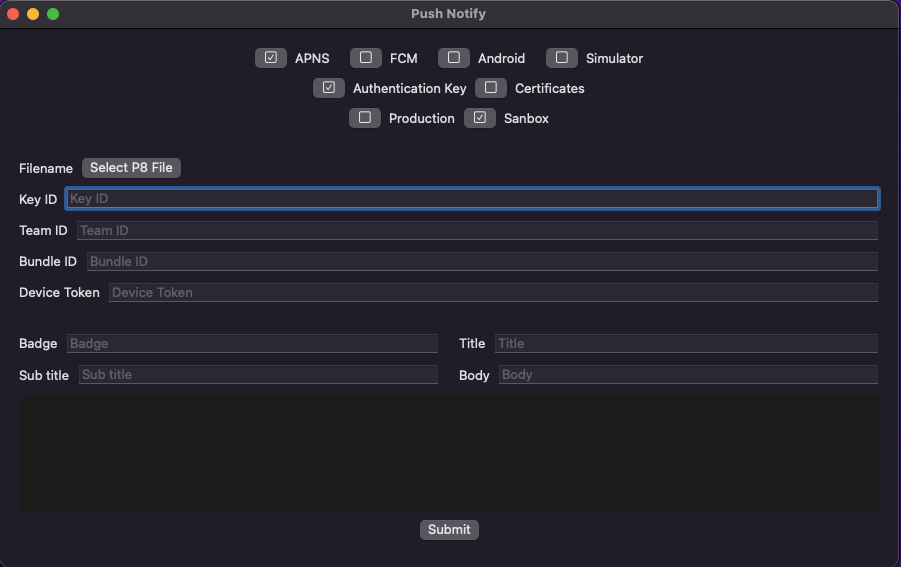 Push Notify
APNS FCM Android Simulator
Authentication Key Certificates
Production Sanbox
Filename Select P8 File
Key ID Key ID
Team ID Team ID
Bundle ID Bundle ID
Device Token Device Token
Badge Badge Title Title
Sub title Sub title Body Body
Submit